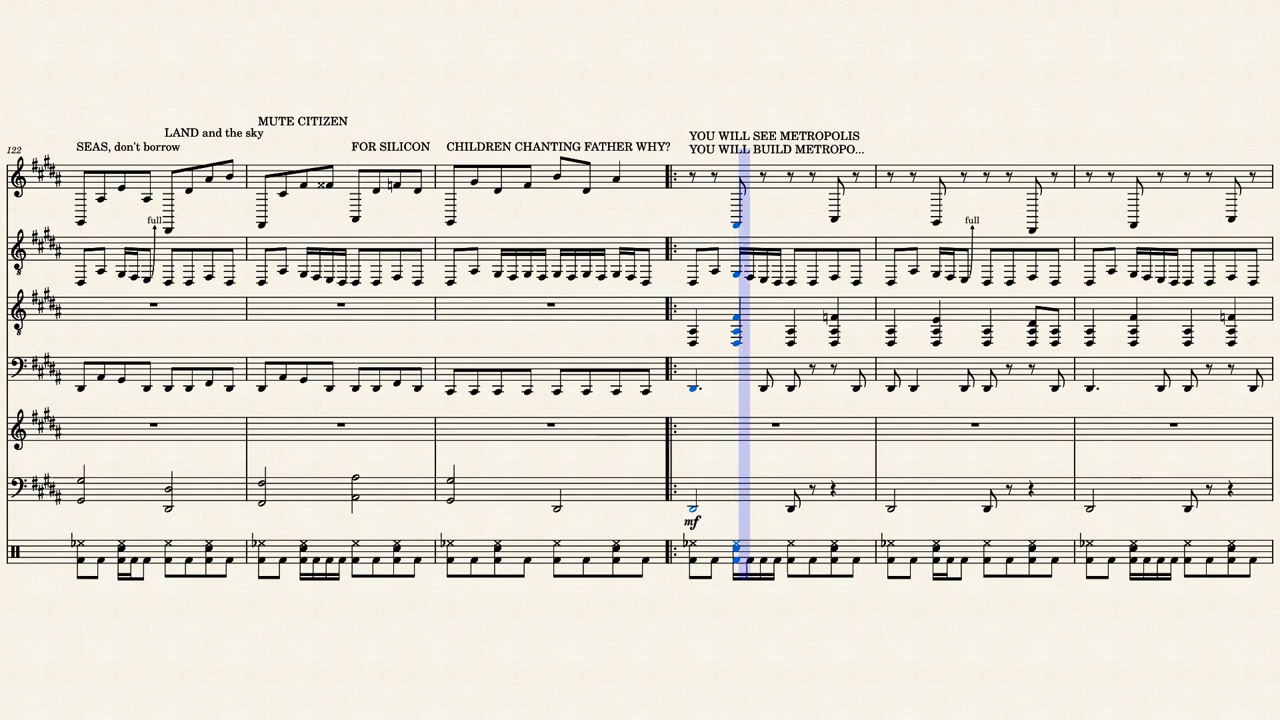 MUTE CITIZEN
LAND and the sky
YOU WILL SEE METROPOLIS
122
SEAS, don't borrow
FOR SILICON
CHILDREN CHANTING FATHER WHY?
YOU WILL BUILD METROPO...
full
full
mf